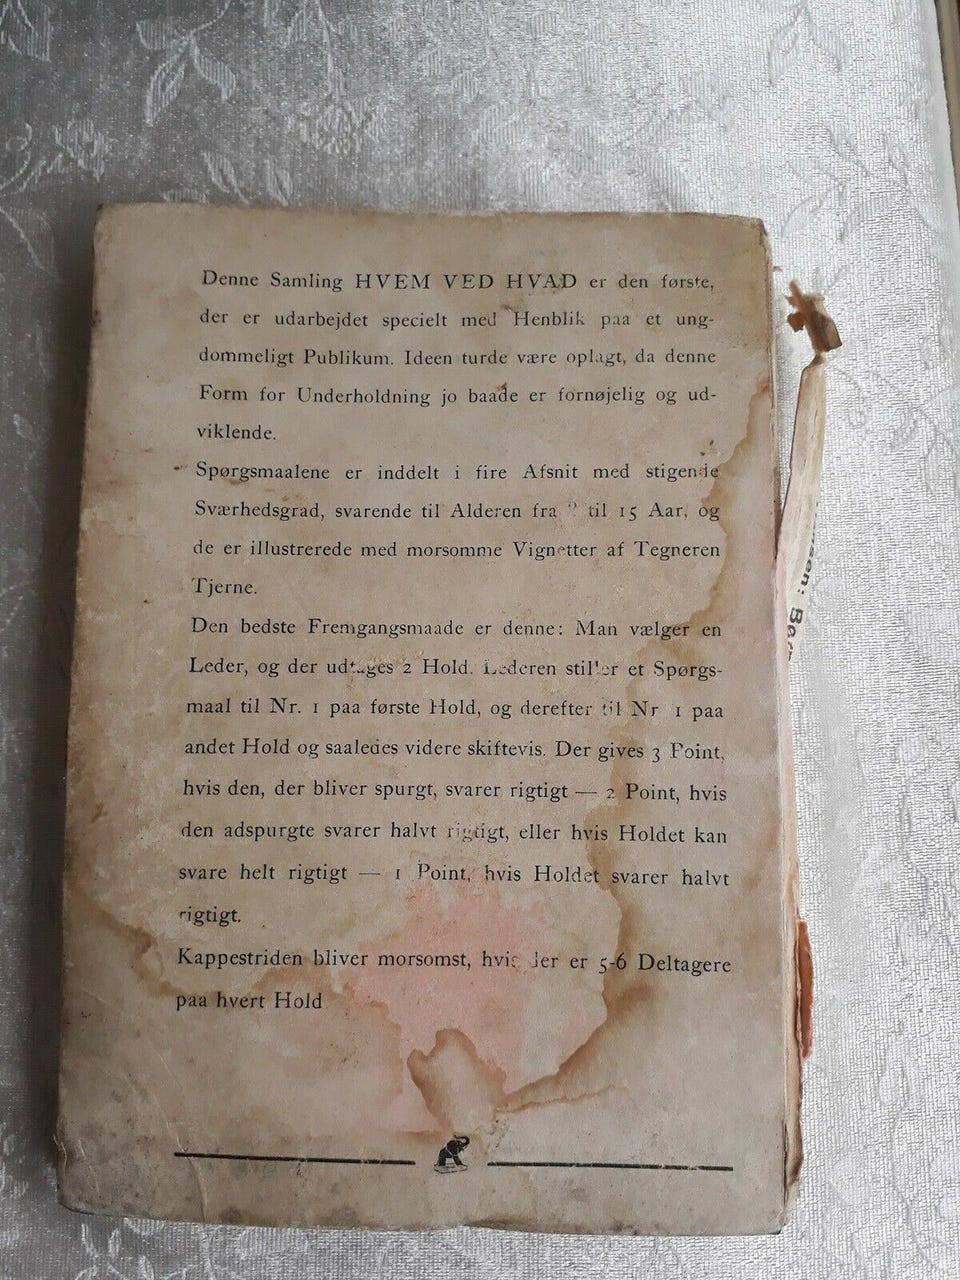 Denne Samling HVEM VED HVAD er den første,
der er udarbejdet specielt med Henblik paa et ung-
dommeligt Publikum. Ideen turde være oplagt, da denne
Form for Underholdning jo baade er fornøjelig og ud-
viklende.
Spørgsmaalene er inddelt i fire Afsnit med stigende
Sværhedsgrad, svarende til Alderen fra til 15 Aar, og
de er illustrerede med morsomme Vignetter af Tegneren
Tjerne.
Den bedste Fremgangsmaade er denne: Man vælger en
Leder, og der udtages 2 Hold. Lederen stiller et Spørgs-
maal til Nr. 1 paa første Hold, og derefter til Nr 1 paa
andet Hold og saaledes videre skiftevis. Der gives 3 Point,
hvis den, der bliver spurgt, svarer rigtigt — 2 Point, hvis
den adspurgte svarer halvt rigtigt, eller hvis Holdet kan
svare helt rigtigt — 1 Point, hvis Holdet svarer halvt
rigtigt.
Kappestriden bliver morsomst, hvis der er 5-6 Deltagere
paa hvert Hold